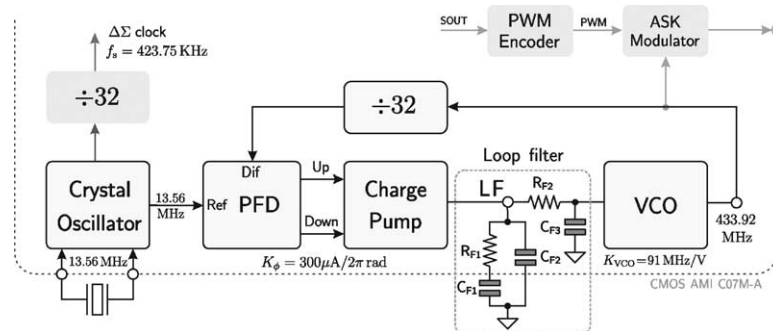 ΔΣ clock
fₛ = 423.75 KHz
SOUT
PWM
Encoder
PWM
ASK
Modulator
÷32
÷32
Loop filter
Crystal
Oscillator
13.56
MHz
Dif
Ref
PFD
Up
Down
Charge
Pump
LF
R_F2
C_F3
R_F1
C_F2
C_F1
VCO
433.92
MHz
13.56 MHz
K_ϕ = 300μA/2π rad
K_VCO = 91 MHz/V
CMOS AMI C07M-A